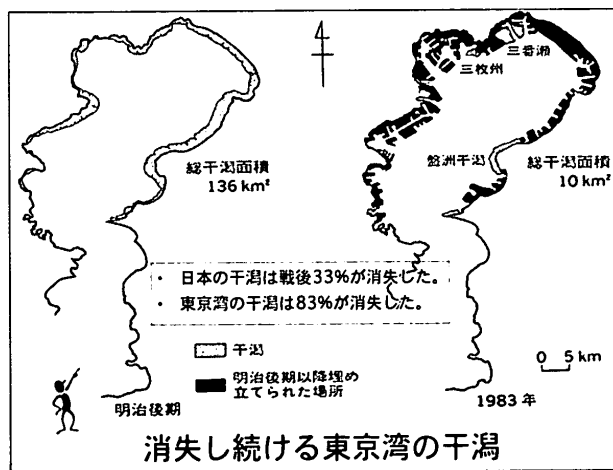 総干潟面積
136 km²
明治後期
三番瀬
三枚州
盤洲干潟
総干潟面積
10 km²
・ 日本の干潟は戦後33%が消失した。
・ 東京湾の干潟は83%が消失した。
干潟
明治後期以降埋め
立てられた場所
0 5 km
1983年
消失し続ける東京湾の干潟